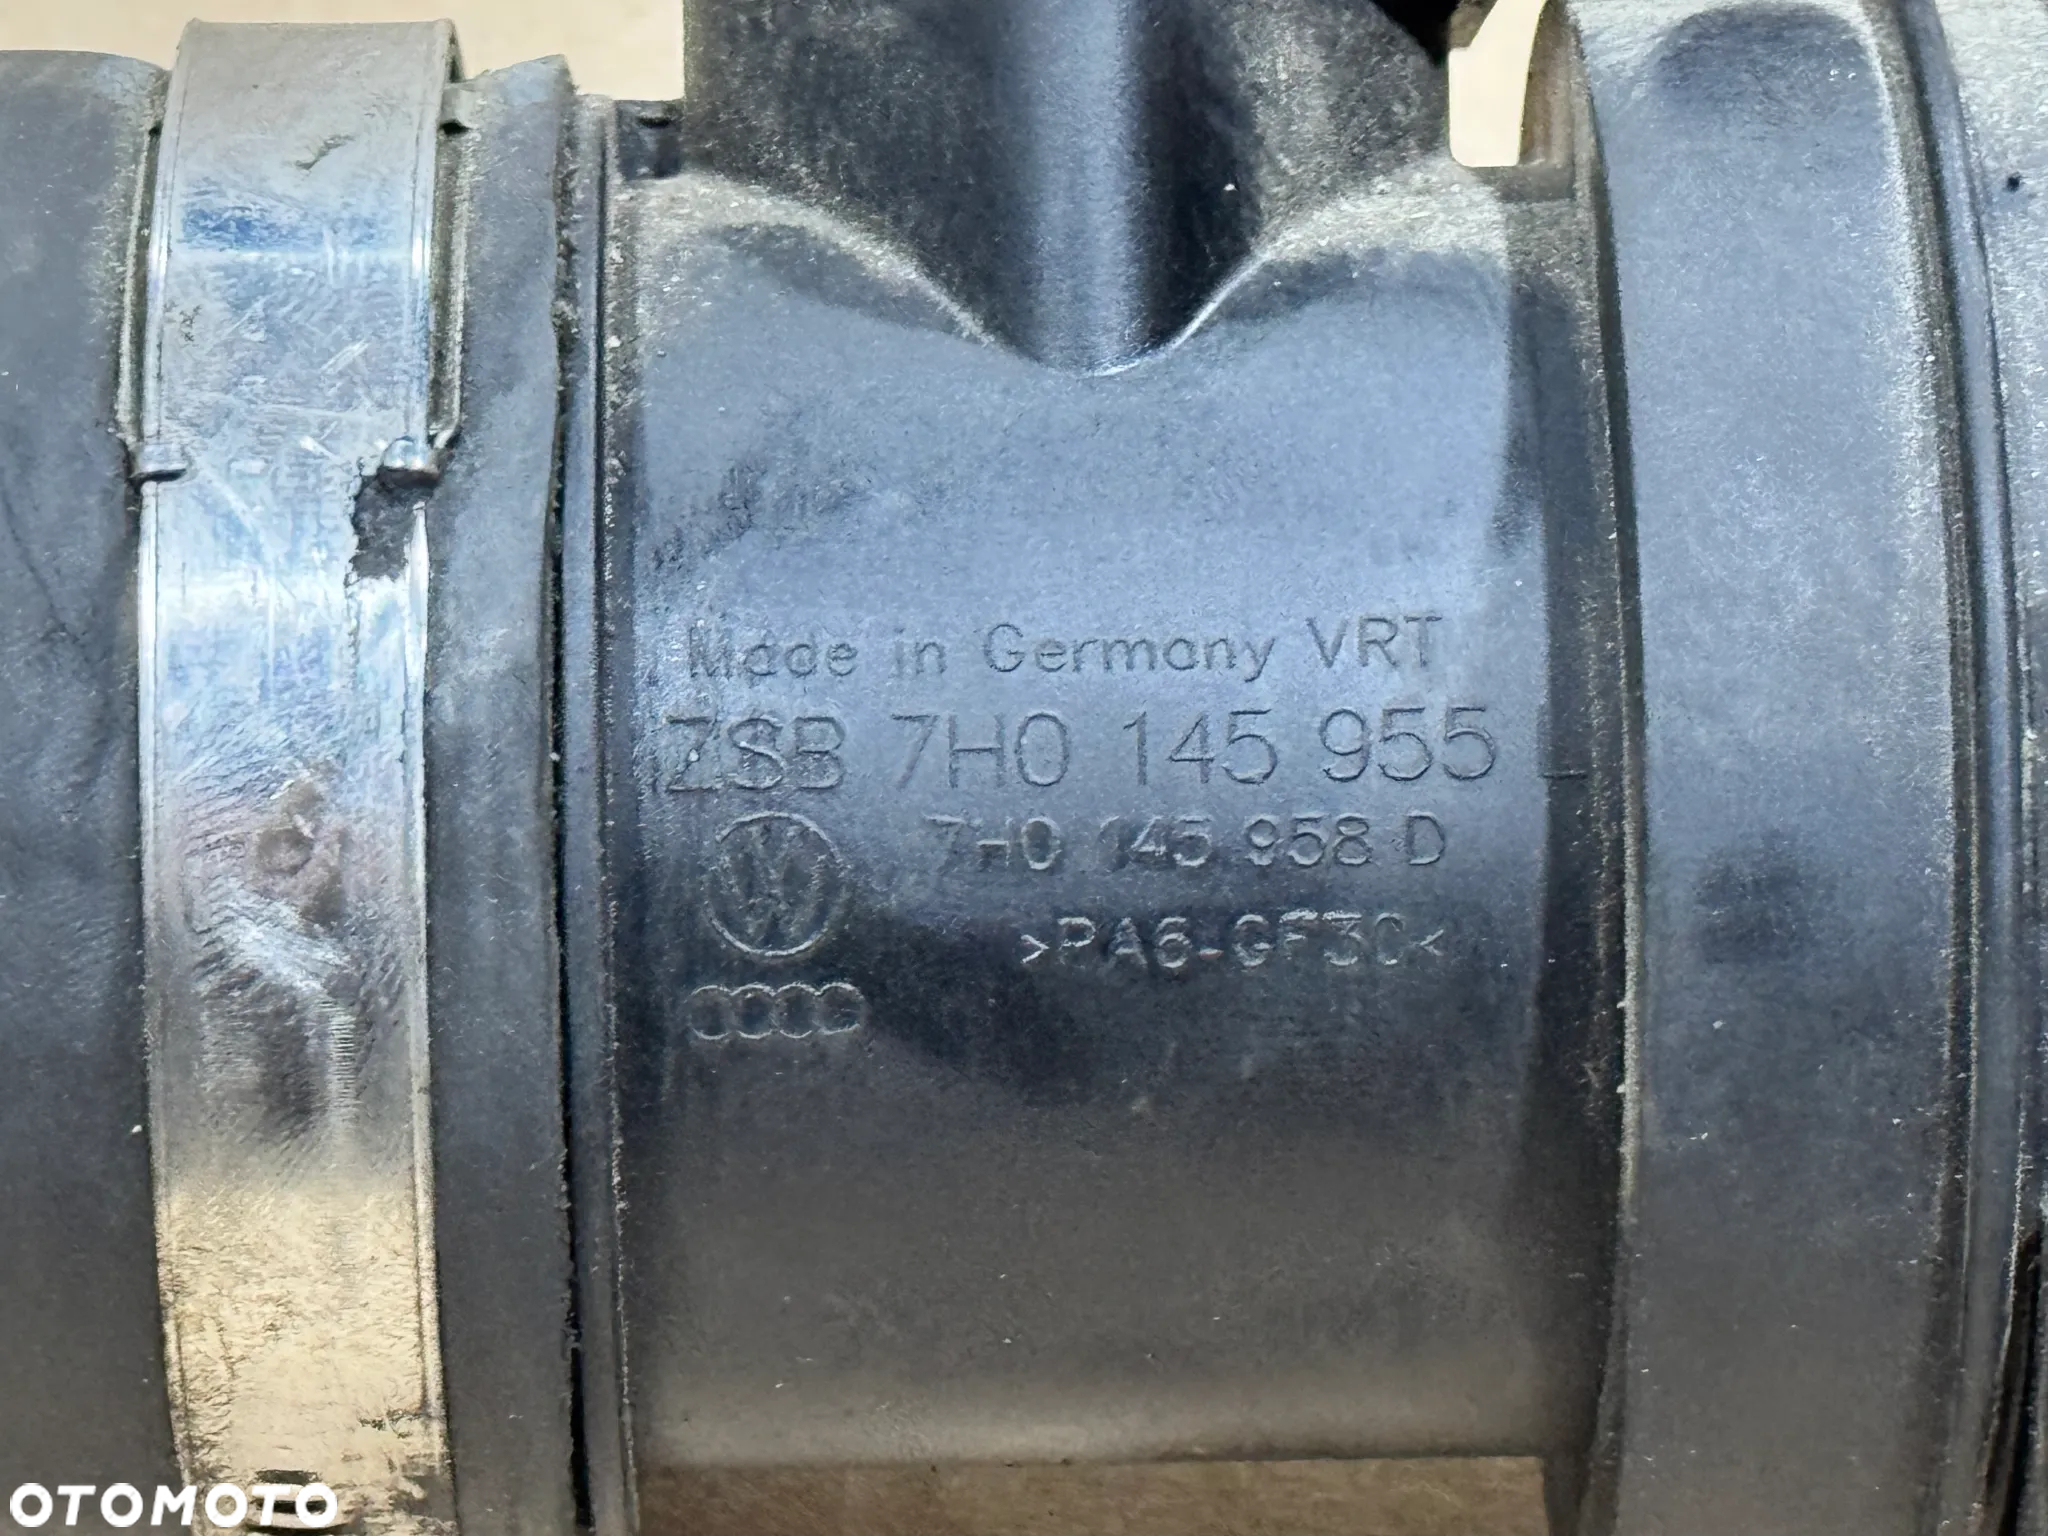 Made in Germany VRT
ZSB 7H0 145 955 L
7H0 145 958 D
>PA6-GF30<
OTOMOTO